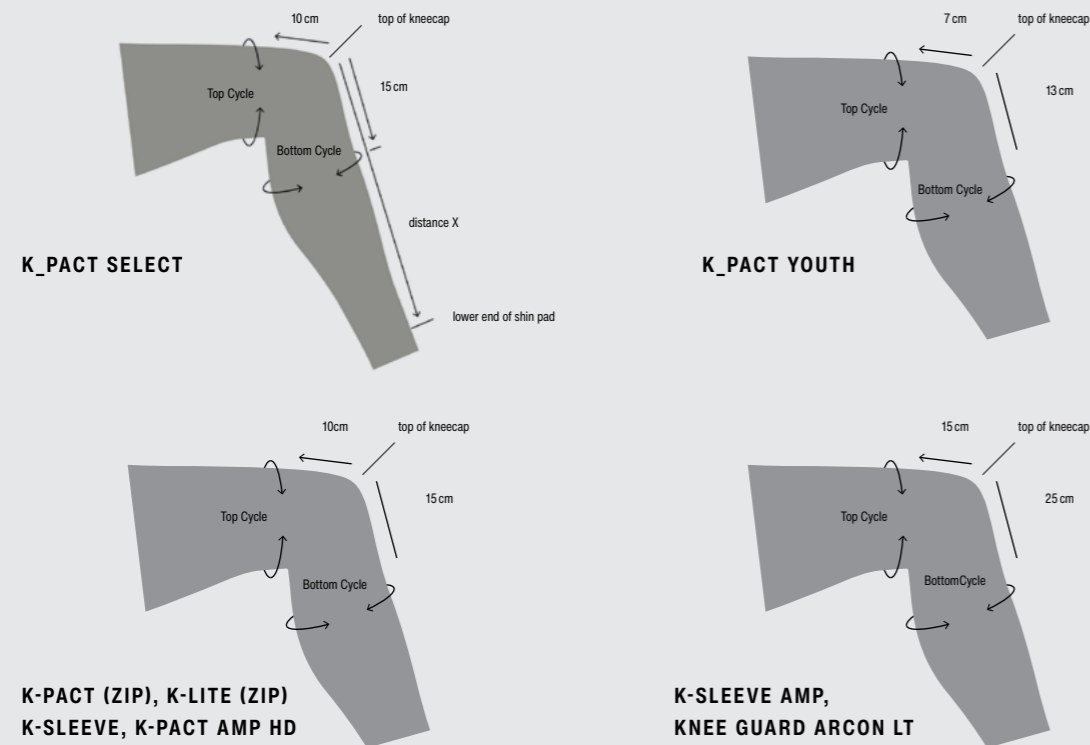 10 cm
top of kneecap
15 cm
Top Cycle
Bottom Cycle
distance X
K_PACT SELECT
lower end of shin pad
7 cm
top of kneecap
13 cm
Top Cycle
Bottom Cycle
K_PACT YOUTH
10cm
top of kneecap
15 cm
Top Cycle
Bottom Cycle
K-PACT (ZIP), K-LITE (ZIP)
K-SLEEVE, K-PACT AMP HD
15 cm
top of kneecap
25 cm
Top Cycle
BottomCycle
K-SLEEVE AMP,
KNEE GUARD ARCON LT